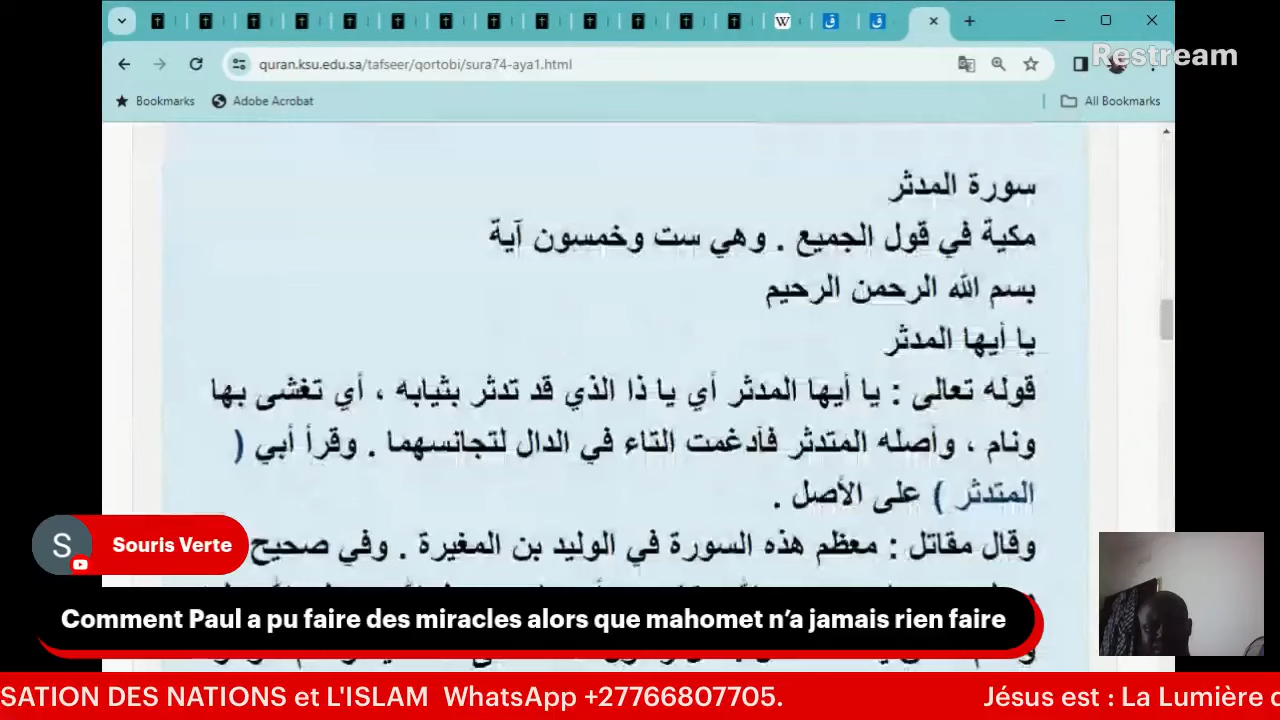 W
ق
ق
quran.ksu.edu.sa/tafseer/qortobi/sura74-aya1.html
Restream
Bookmarks
Adobe Acrobat
All Bookmarks
سورة المدثر
مكية في قول الجميع . وهي ست وخمسون آية
بسم الله الرحمن الرحيم
يا أيها المدثر
قوله تعالى : يا أيها المدثر أي يا ذا الذي قد تدثر بثيابه ، أي تغشى بها
ونام ، وأصله المتدثر فأدغمت التاء في الدال لتجانسهما . وقرأ أبي (
المتدثر ) على الأصل .
وقال مقاتل : معظم هذه السورة في الوليد بن المغيرة . وفي صحيح
S
Souris Verte
Comment Paul a pu faire des miracles alors que mahomet n’a jamais rien faire
SATION DES NATIONS et L'ISLAM WhatsApp +27766807705. Jésus est : La Lumière